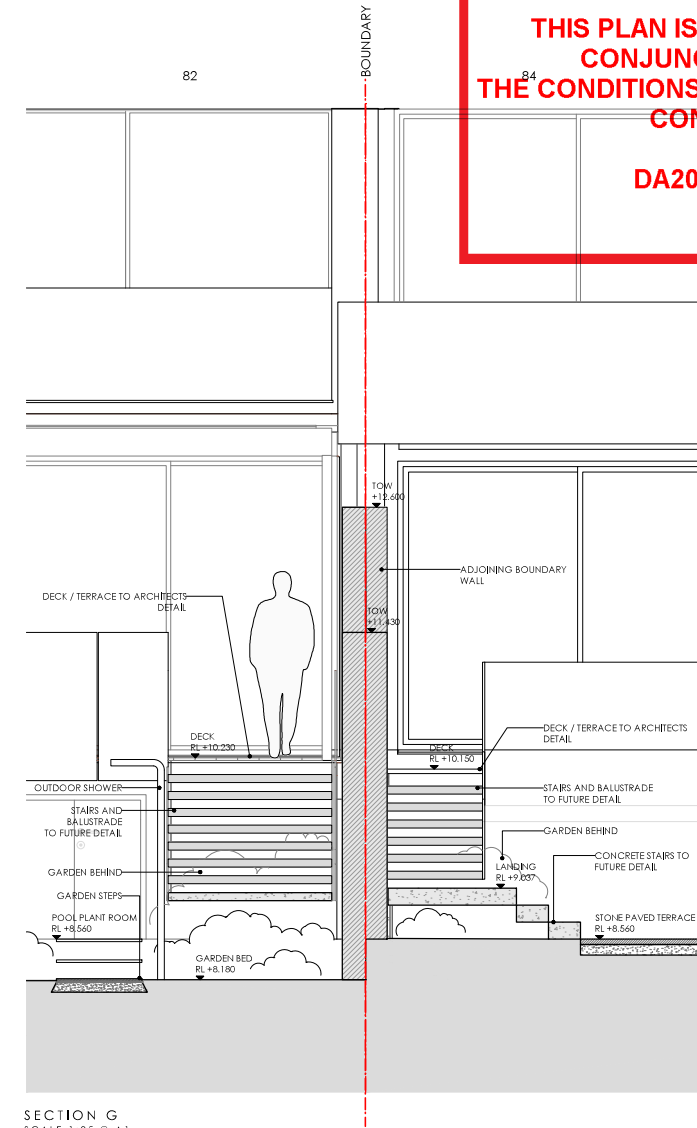 THIS PLAN IS
CONJUN
THE CONDITIONS
CON
DA20
BOUNDARY
82
84
TOW
+12.600
ADJOINING BOUNDARY
WALL
DECK / TERRACE TO ARCHITECTS
DETAIL
TOW
+11.430
DECK
RL +10.230
DECK / TERRACE TO ARCHITECTS
DETAIL
DECK
RL +10.150
OUTDOOR SHOWER
STAIRS AND BALUSTRADE
TO FUTURE DETAIL
STAIRS AND
BALUSTRADE
TO FUTURE DETAIL
GARDEN BEHIND
CONCRETE STAIRS TO
FUTURE DETAIL
GARDEN BEHIND
LANDING
RL +9.037
GARDEN STEPS
POOL PLANT ROOM
RL +8.560
STONE PAVED TERRACE
RL +8.560
GARDEN BED
RL +8.180
SECTION G